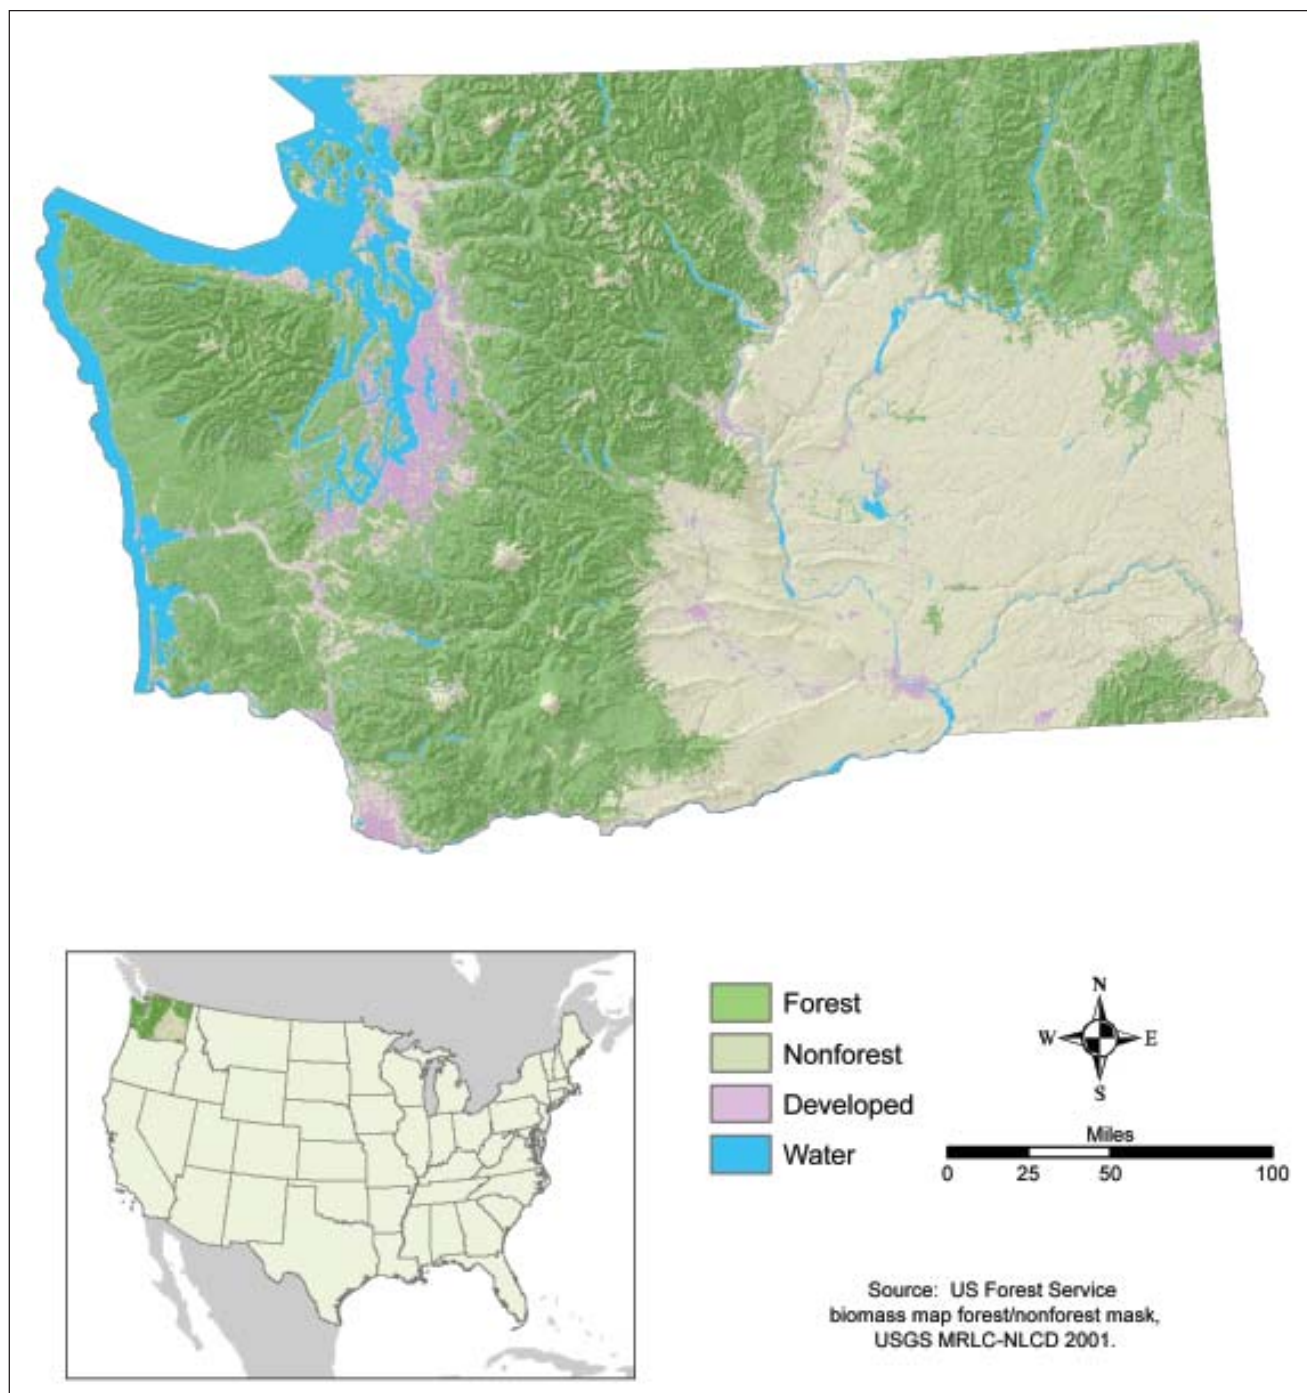 Forest
Nonforest
Developed
Water
N
W E
S
Miles
0 25 50 100
Source: US Forest Service
biomass map forest/nonforest mask,
USGS MRLC-NLCD 2001.